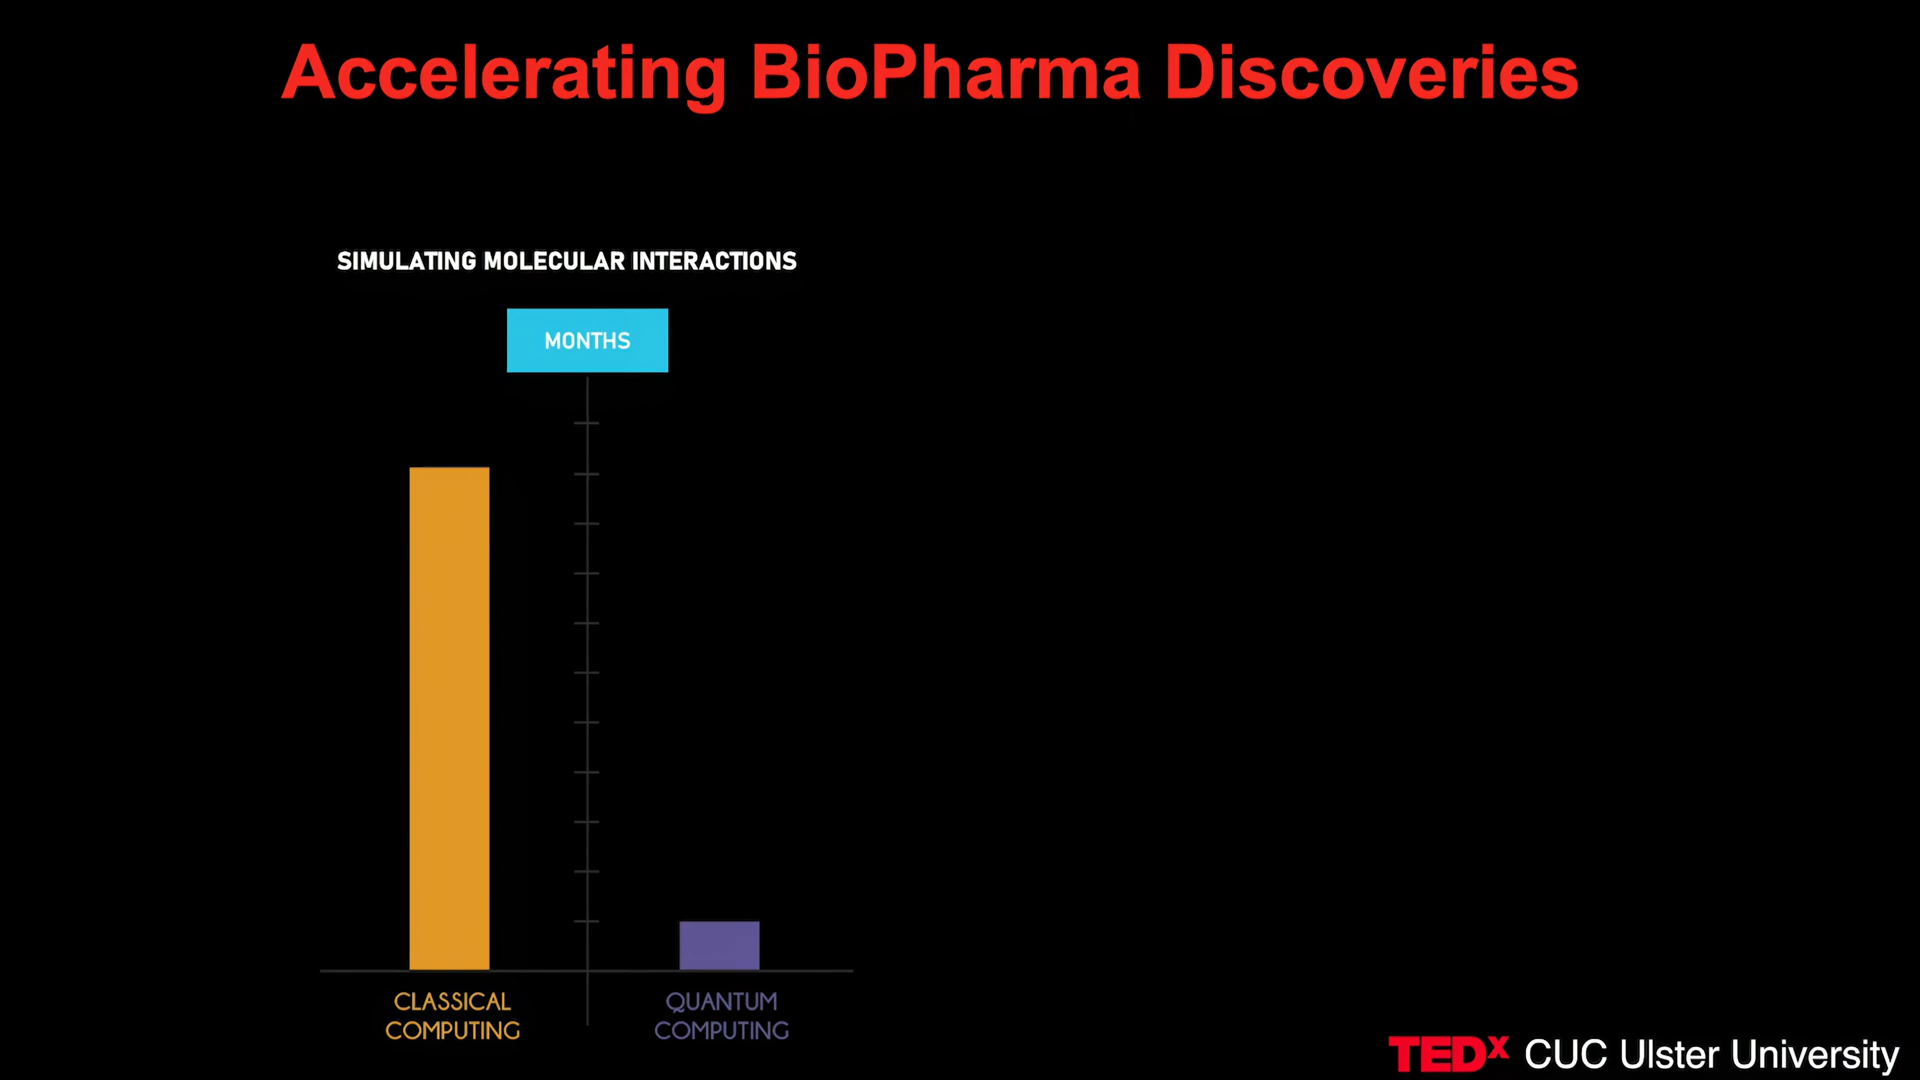 Accelerating BioPharma Discoveries
SIMULATING MOLECULAR INTERACTIONS
MONTHS
CLASSICAL
COMPUTING
QUANTUM
COMPUTING
TEDx CUC Ulster University